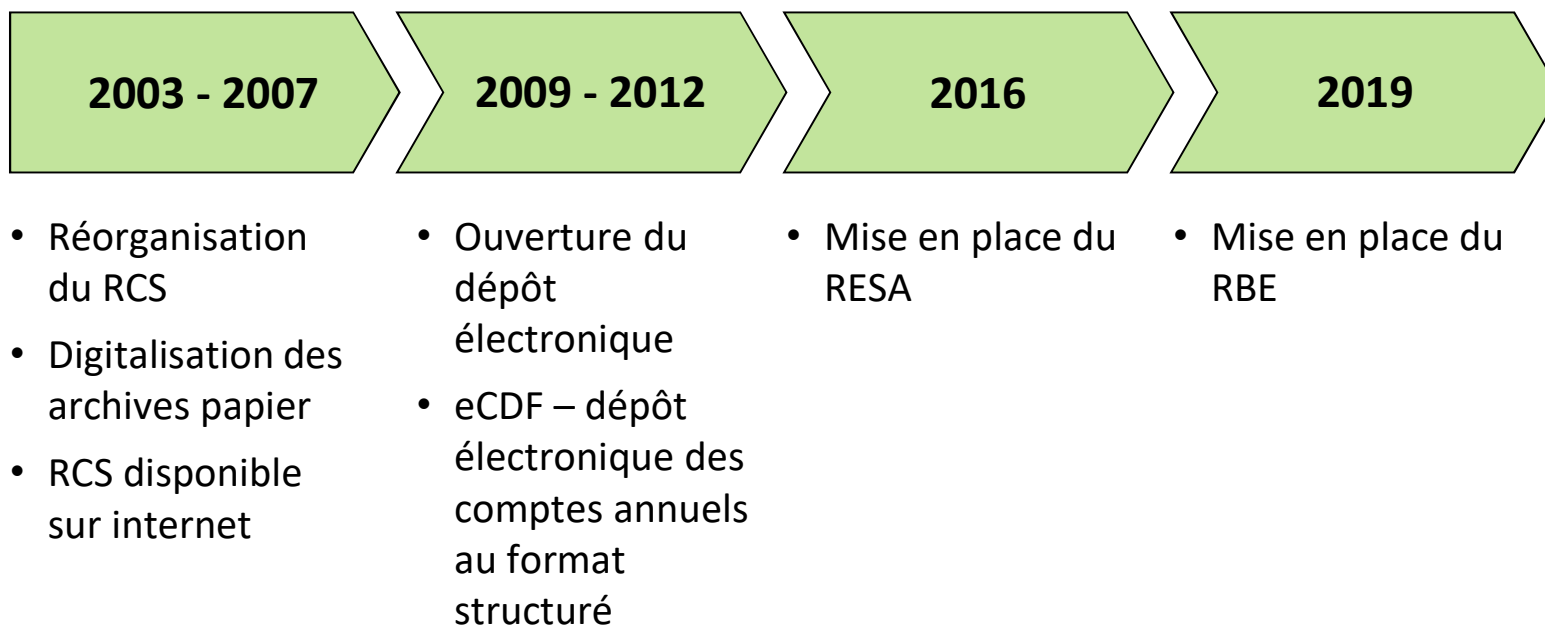 2003 - 2007
• Réorganisation
du RCS
• Digitalisation des
archives papier
• RCS disponible
sur internet
2009 - 2012
• Ouverture du
dépôt
électronique
• eCDF – dépôt
électronique des
comptes annuels
au format
structuré
2016
• Mise en place du
RESA
2019
• Mise en place du
RBE